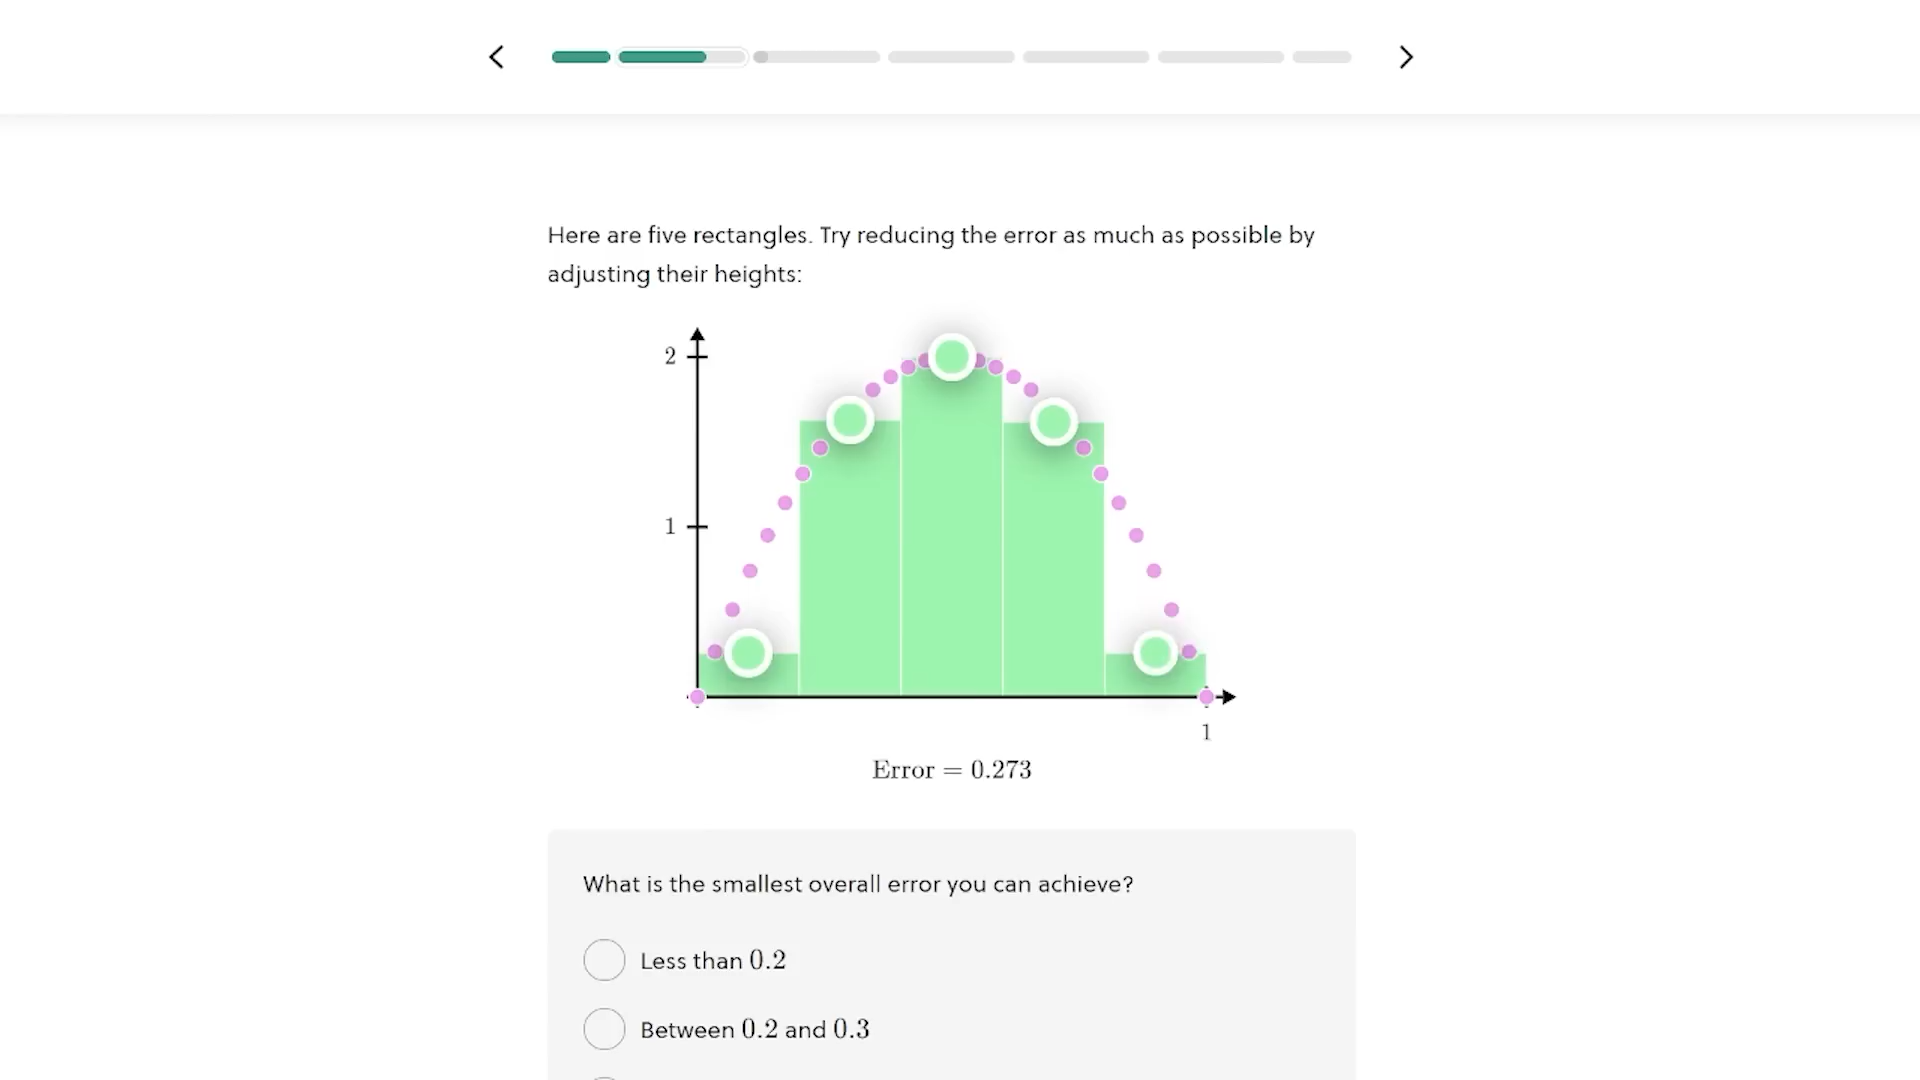 Here are five rectangles. Try reducing the error as much as possible by
adjusting their heights:
2
1
1
Error = 0.273
What is the smallest overall error you can achieve?
Less than 0.2
Between 0.2 and 0.3